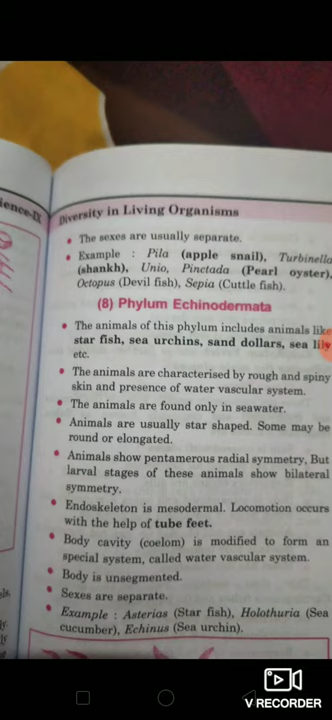 ience-IX
Diversity in Living Organisms
• The sexes are usually separate.
• Example : Pila (apple snail), Turbinella
(shankh), Unio, Pinctada (Pearl oyster),
Octopus (Devil fish), Sepia (Cuttle fish).
(8) Phylum Echinodermata
• The animals of this phylum includes animals like
star fish, sea urchins, sand dollars, sea lily
etc.
• The animals are characterised by rough and spiny
skin and presence of water vascular system.
• The animals are found only in seawater.
• Animals are usually star shaped. Some may be
round or elongated.
• Animals show pentamerous radial symmetry, But
larval stages of these animals show bilateral
symmetry.
• Endoskeleton is mesodermal. Locomotion occurs
with the help of tube feet.
• Body cavity (coelom) is modified to form an
special system, called water vascular system.
• Body is unsegmented.
• Sexes are separate.
• Example : Asterias (Star fish), Holothuria (Sea
cucumber), Echinus (Sea urchin).
V RECORDER